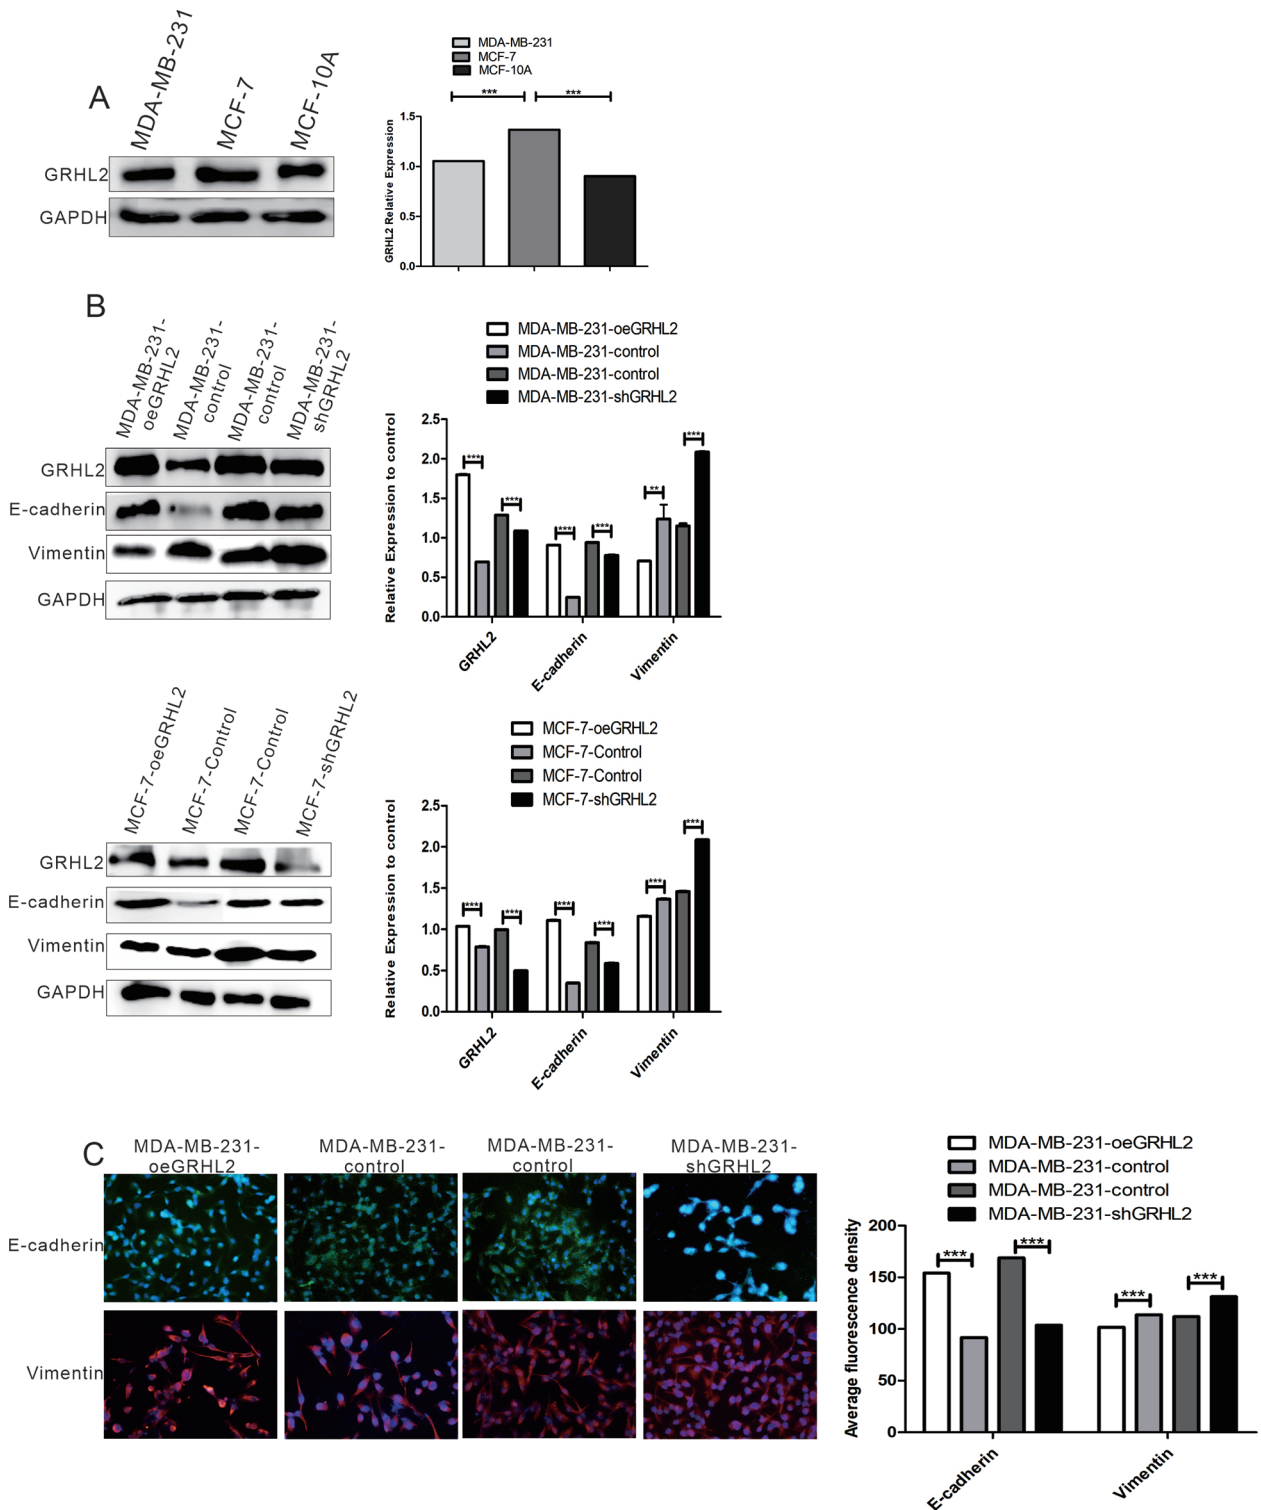 A
MDA-MB-231
MCF-7
MCF-10A
GRHL2
GAPDH
MDA-MB-231
MCF-7
MCF-10A
***
***
GRHL2 Relative Expression
1.5
1.0
0.5
0.0
B
MDA-MB-231-
oeGRHL2
MDA-MB-231-
control
MDA-MB-231-
control
MDA-MB-231-
shGRHL2
GRHL2
E-cadherin
Vimentin
GAPDH
MDA-MB-231-oeGRHL2
MDA-MB-231-control
MDA-MB-231-control
MDA-MB-231-shGRHL2
Relative Expression to control
2.5
2.0
1.5
1.0
0.5
0.0
***
***
***
***
**
***
GRHL2
E-cadherin
Vimentin
MCF-7-oeGRHL2
MCF-7-Control
MCF-7-Control
MCF-7-shGRHL2
GRHL2
E-cadherin
Vimentin
GAPDH
MCF-7-oeGRHL2
MCF-7-Control
MCF-7-Control
MCF-7-shGRHL2
Relative Expression to control
2.5
2.0
1.5
1.0
0.5
0.0
***
***
***
***
***
***
GRHL2
E-cadherin
Vimentin
C
MDA-MB-231-
oeGRHL2
MDA-MB-231-
control
MDA-MB-231-
control
MDA-MB-231-
shGRHL2
E-cadherin
Vimentin
MDA-MB-231-oeGRHL2
MDA-MB-231-control
MDA-MB-231-control
MDA-MB-231-shGRHL2
Average fluorescence density
200
150
100
50
0
***
***
***
***
E-cadherin
Vimentin